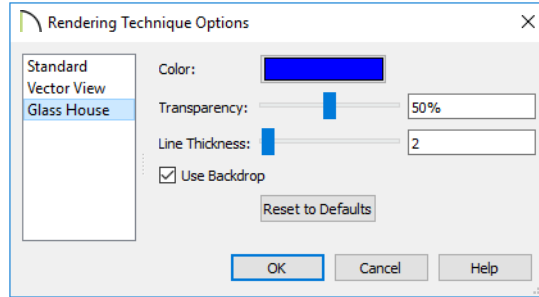 Rendering Technique Options
Standard
Vector View
Glass House
Color:
Transparency: 50%
Line Thickness: 2
Use Backdrop
Reset to Defaults
OK Cancel Help